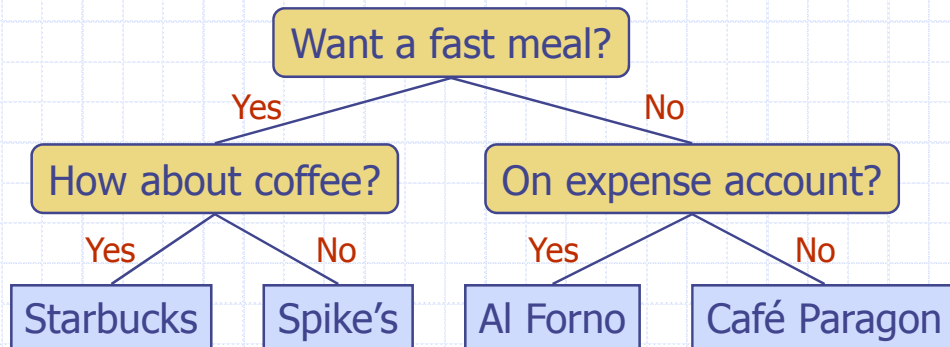 Want a fast meal?
Yes
No
How about coffee?
On expense account?
Yes
No
Yes
No
Starbucks
Spike’s
Al Forno
Café Paragon